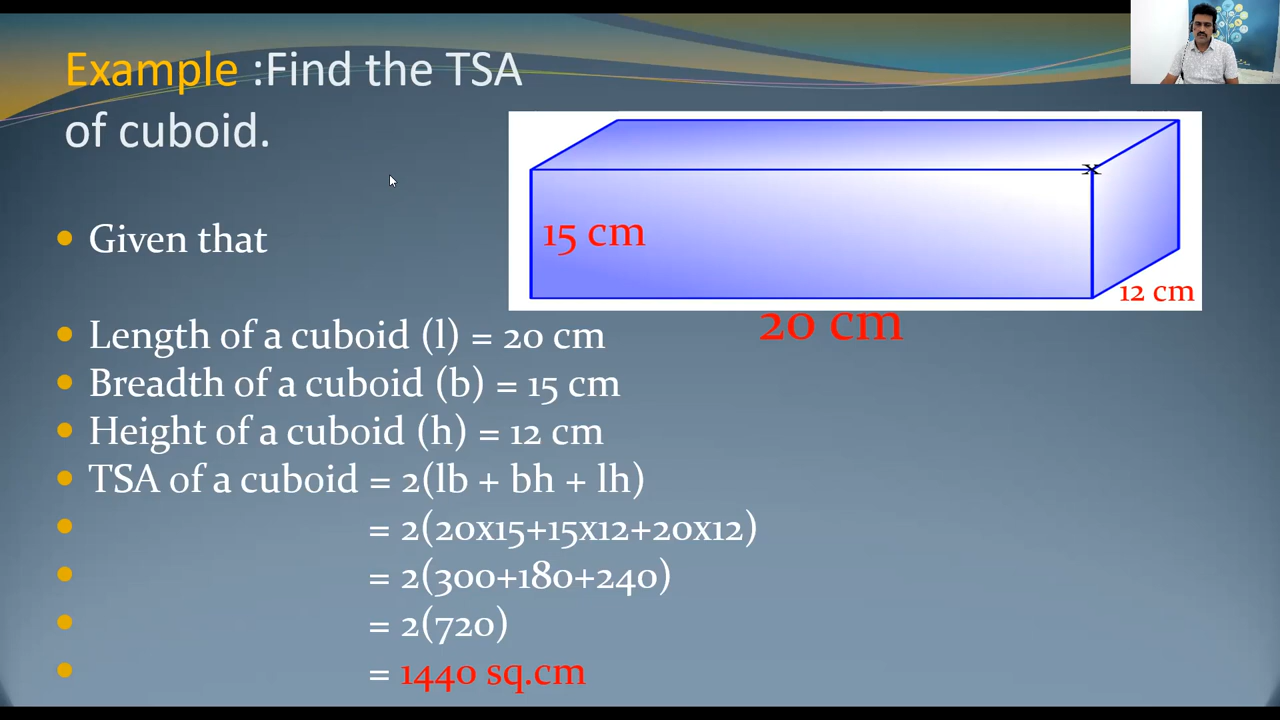 Example :Find the TSA
of cuboid.
15 cm
12 cm
20 cm
Given that
Length of a cuboid (l) = 20 cm
Breadth of a cuboid (b) = 15 cm
Height of a cuboid (h) = 12 cm
TSA of a cuboid = 2(lb + bh + lh)
= 2(20x15+15x12+20x12)
= 2(300+180+240)
= 2(720)
= 1440 sq.cm